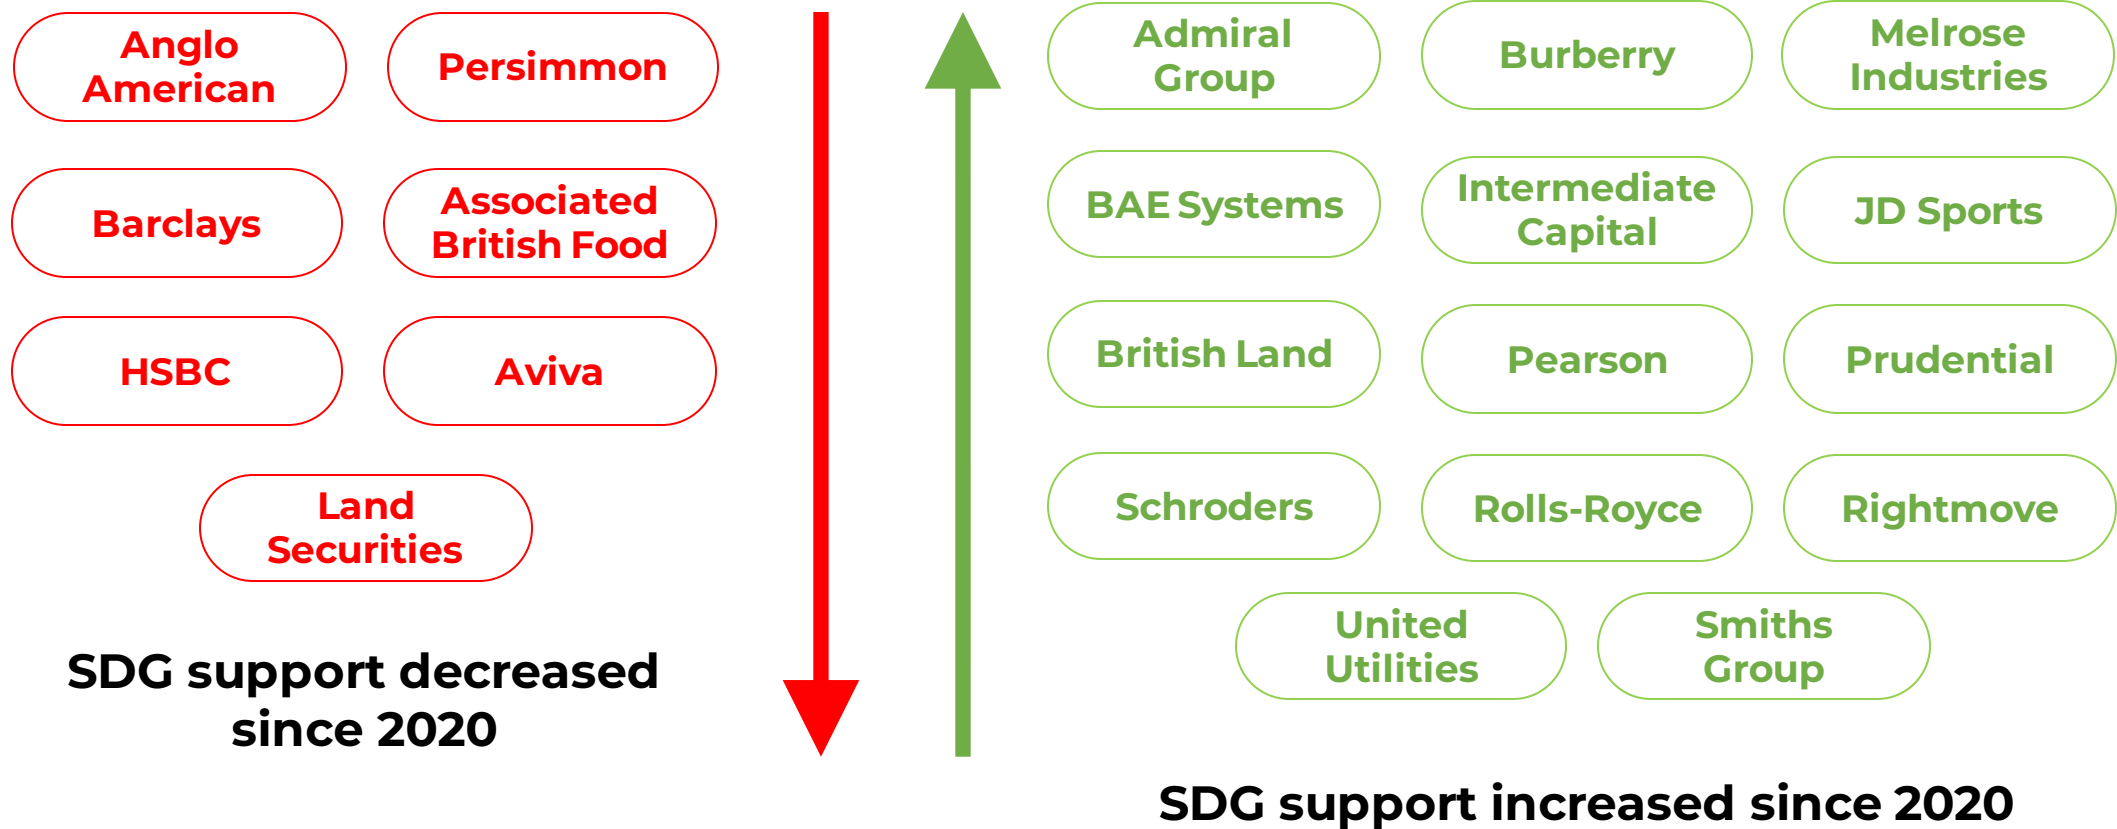 Anglo
American
Persimmon
Barclays
Associated
British Food
HSBC
Aviva
Land
Securities
SDG support decreased
since 2020
Admiral
Group
Burberry
Melrose
Industries
BAE Systems
Intermediate
Capital
JD Sports
British Land
Pearson
Prudential
Schroders
Rolls-Royce
Rightmove
United
Utilities
Smiths
Group
SDG support increased since 2020